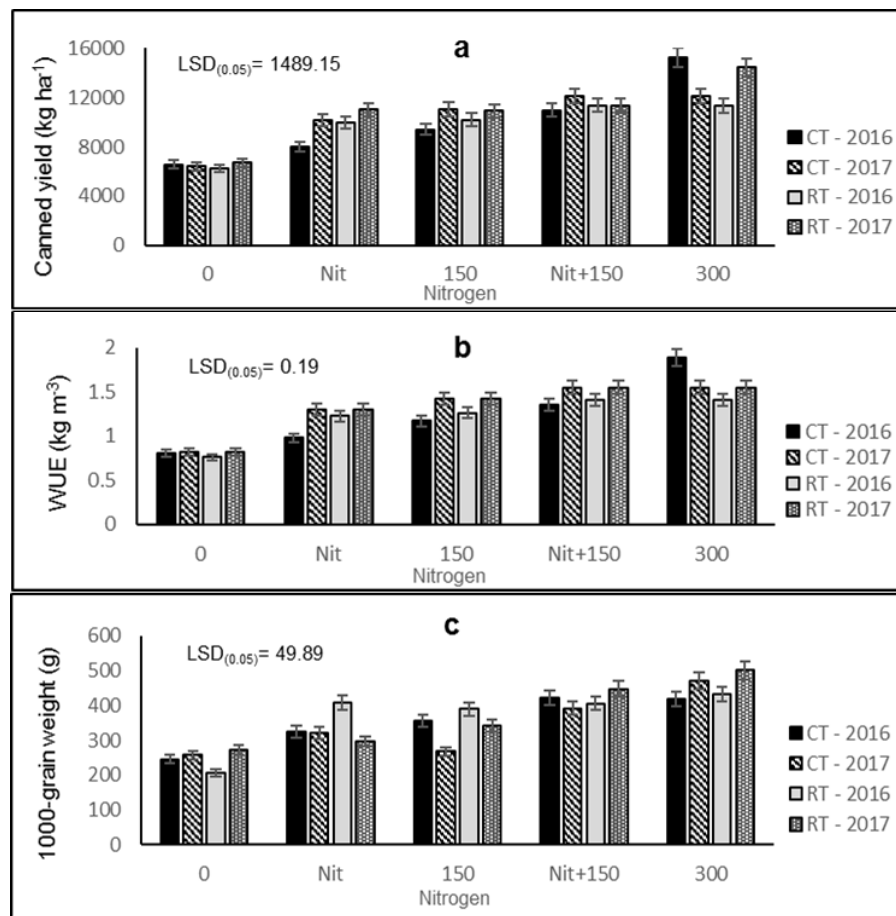 a
LSD(0.05)= 1489.15
Canned yield (kg ha-1)
16000
12000
8000
4000
0
0 Nit 150 Nit+150 300
Nitrogen
CT - 2016
CT - 2017
RT - 2016
RT - 2017
b
LSD(0.05)= 0.19
WUE (kg m-3)
2
1.5
1
0.5
0
0 Nit 150 Nit+150 300
Nitrogen
CT - 2016
CT - 2017
RT - 2016
RT - 2017
c
LSD(0.05)= 49.89
1000-grain weight (g)
600
500
400
300
200
100
0
0 Nit 150 Nit+150 300
Nitrogen
CT - 2016
CT - 2017
RT - 2016
RT - 2017